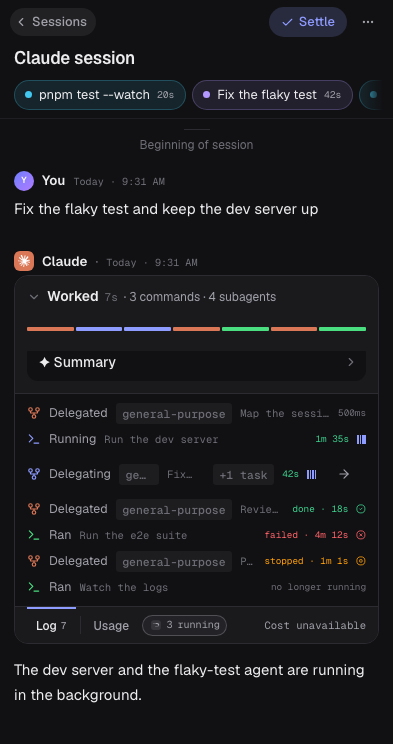 Sessions
Settle
Claude session
pnpm test --watch 20s
Fix the flaky test 42s
Beginning of session
Y You Today · 9:31 AM
Fix the flaky test and keep the dev server up
Claude · Today · 9:31 AM
Worked 7s · 3 commands · 4 subagents
Summary
Delegated general-purpose Map the sessi… 500ms
Running Run the dev server 1m 35s
Delegating ge… Fix… +1 task 42s
Delegated general-purpose Revie… done · 18s
Ran Run the e2e suite failed · 4m 12s
Delegated general-purpose P… stopped · 1m 1s
Ran Watch the logs no longer running
Log 7 Usage 3 running Cost unavailable
The dev server and the flaky-test agent are running
in the background.